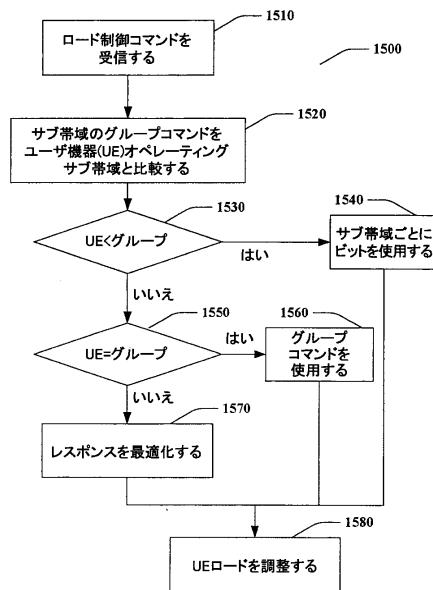 1510
ロード制御コマンドを
受信する
1500
1520
サブ帯域のグループコマンドを
ユーザ機器(UE)オペレーティング
サブ帯域と比較する
1530
UE<グループ
はい
1540
サブ帯域ごとに
ビットを使用する
いいえ
1550
UE=グループ
はい
1560
グループ
コマンドを
使用する
いいえ
1570
レスポンスを最適化する
1580
UEロードを調整する